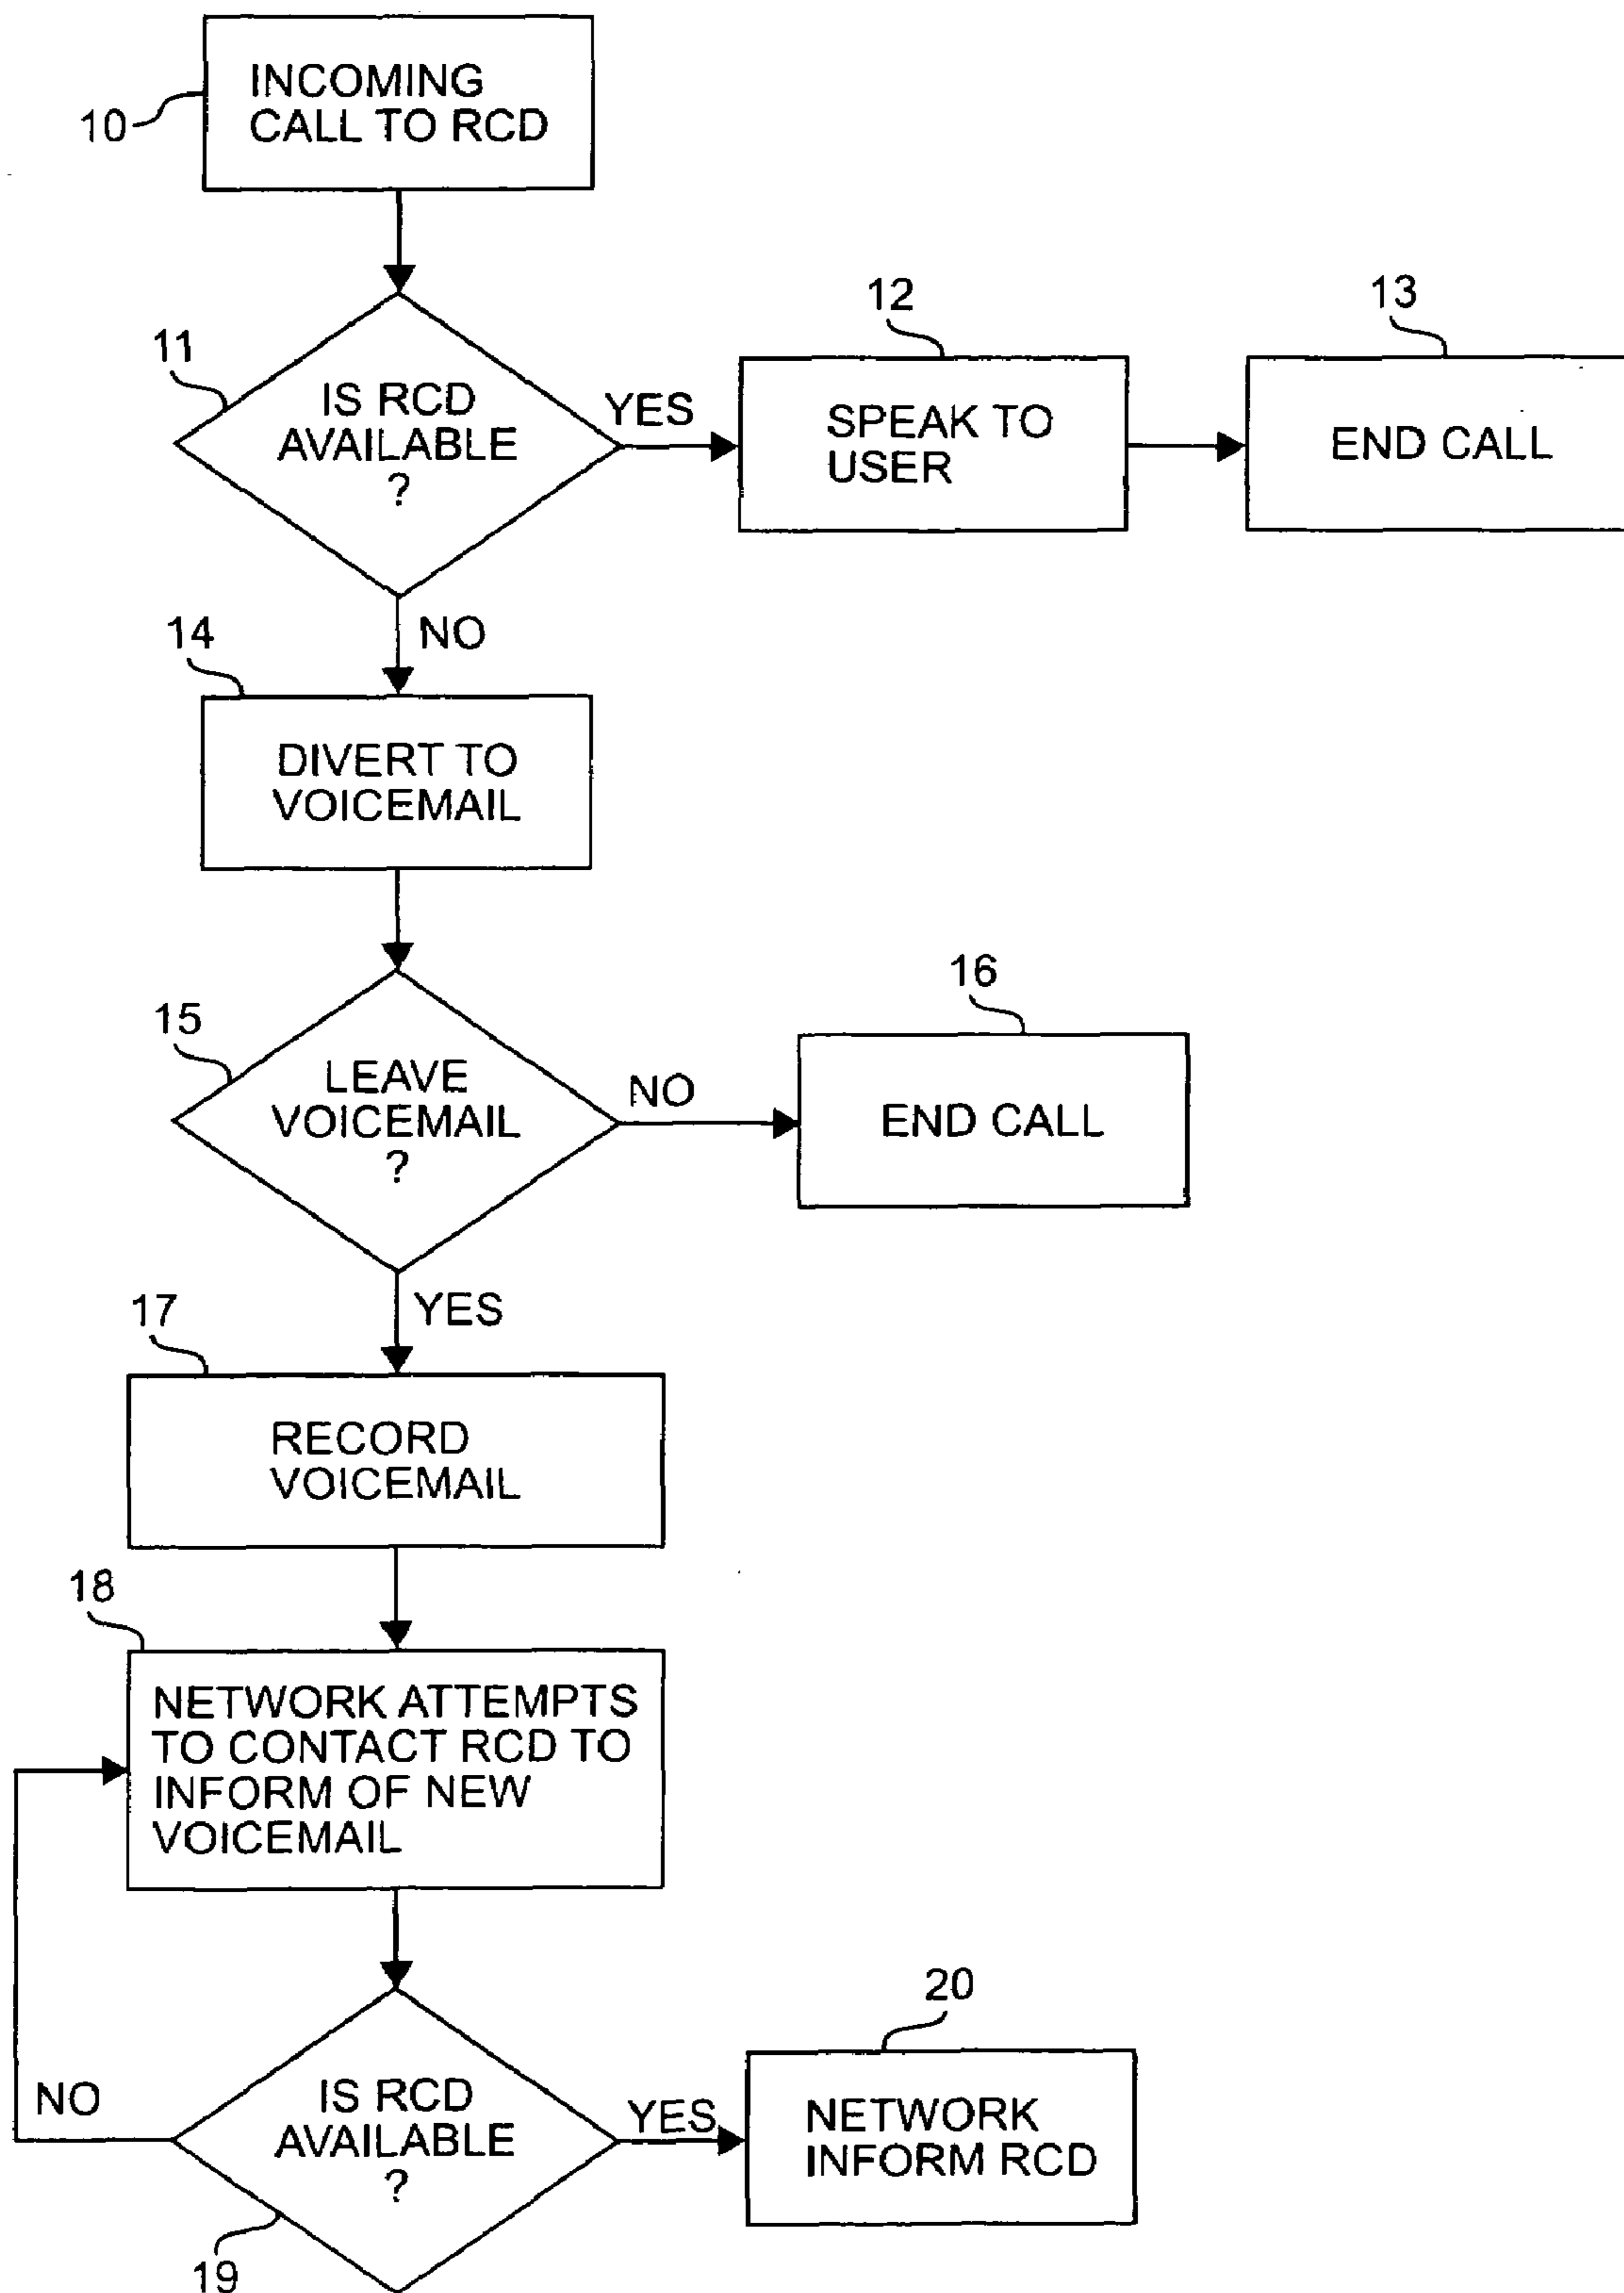 INCOMING
CALL TO RCD
10
11
IS RCD
AVAILABLE
?
YES
12
SPEAK TO
USER
13
END CALL
NO
14
DIVERT TO
VOICEMAIL
15
LEAVE
VOICEMAIL
?
NO
16
END CALL
YES
17
RECORD
VOICEMAIL
18
NETWORK ATTEMPTS
TO CONTACT RCD TO
INFORM OF NEW
VOICEMAIL
19
IS RCD
AVAILABLE
?
NO
YES
20
NETWORK
INFORM RCD